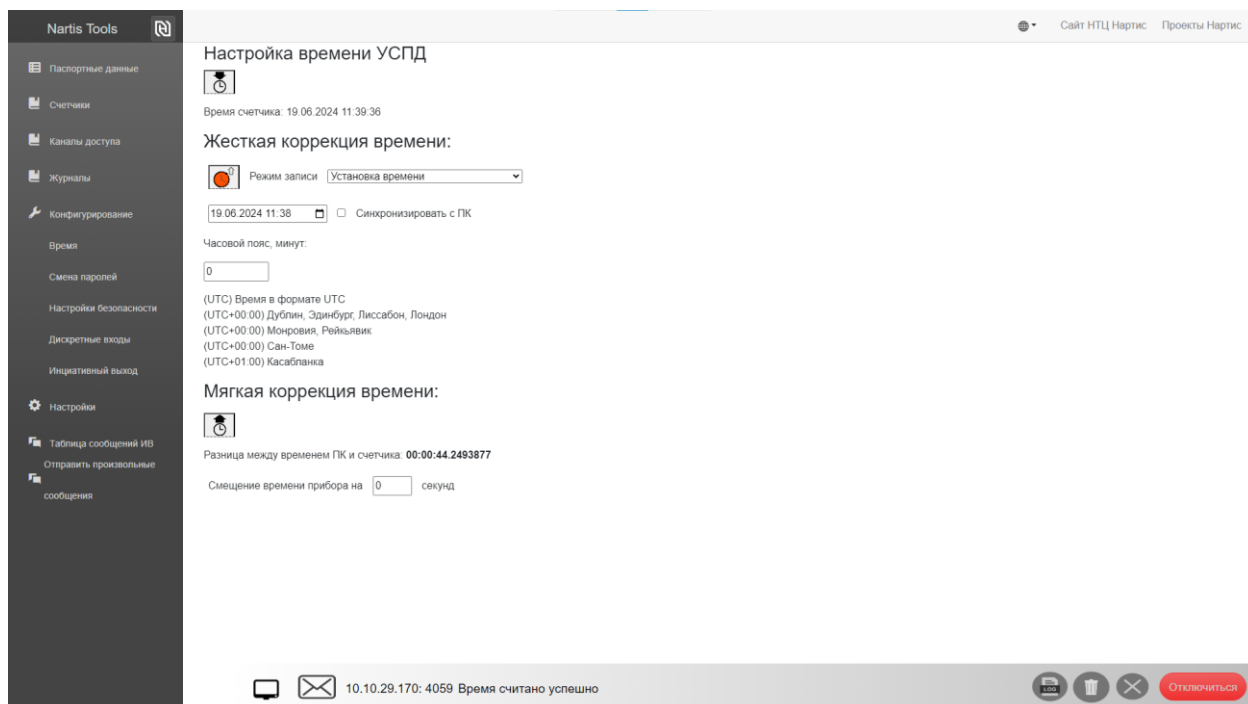 Nartis Tools
Сайт НТЦ Нартис Проекты Нартис
Паспортные данные
Счетчики
Каналы доступа
Журналы
Конфигурирование
Время
Смена паролей
Настройки безопасности
Дискретные входы
Инициативный выход
Настройки
Таблица сообщений ИВ
Отправить произвольные
сообщения
Настройка времени УСПД
Время счетчика: 19.06.2024 11:39:36
Жесткая коррекция времени:
Режим записи Установка времени
19.06.2024 11:38 Синхронизировать с ПК
Часовой пояс, минут:
0
(UTC) Время в формате UTC
(UTC+00:00) Дублин, Эдинбург, Лиссабон, Лондон
(UTC+00:00) Монровия, Рейкьявик
(UTC+00:00) Сан-Томе
(UTC+01:00) Касабланка
Мягкая коррекция времени:
Разница между временем ПК и счетчика: 00:00:44.2493877
Смещение времени прибора на 0 секунд
10.10.29.170: 4059 Время считано успешно
LOG
Отключиться